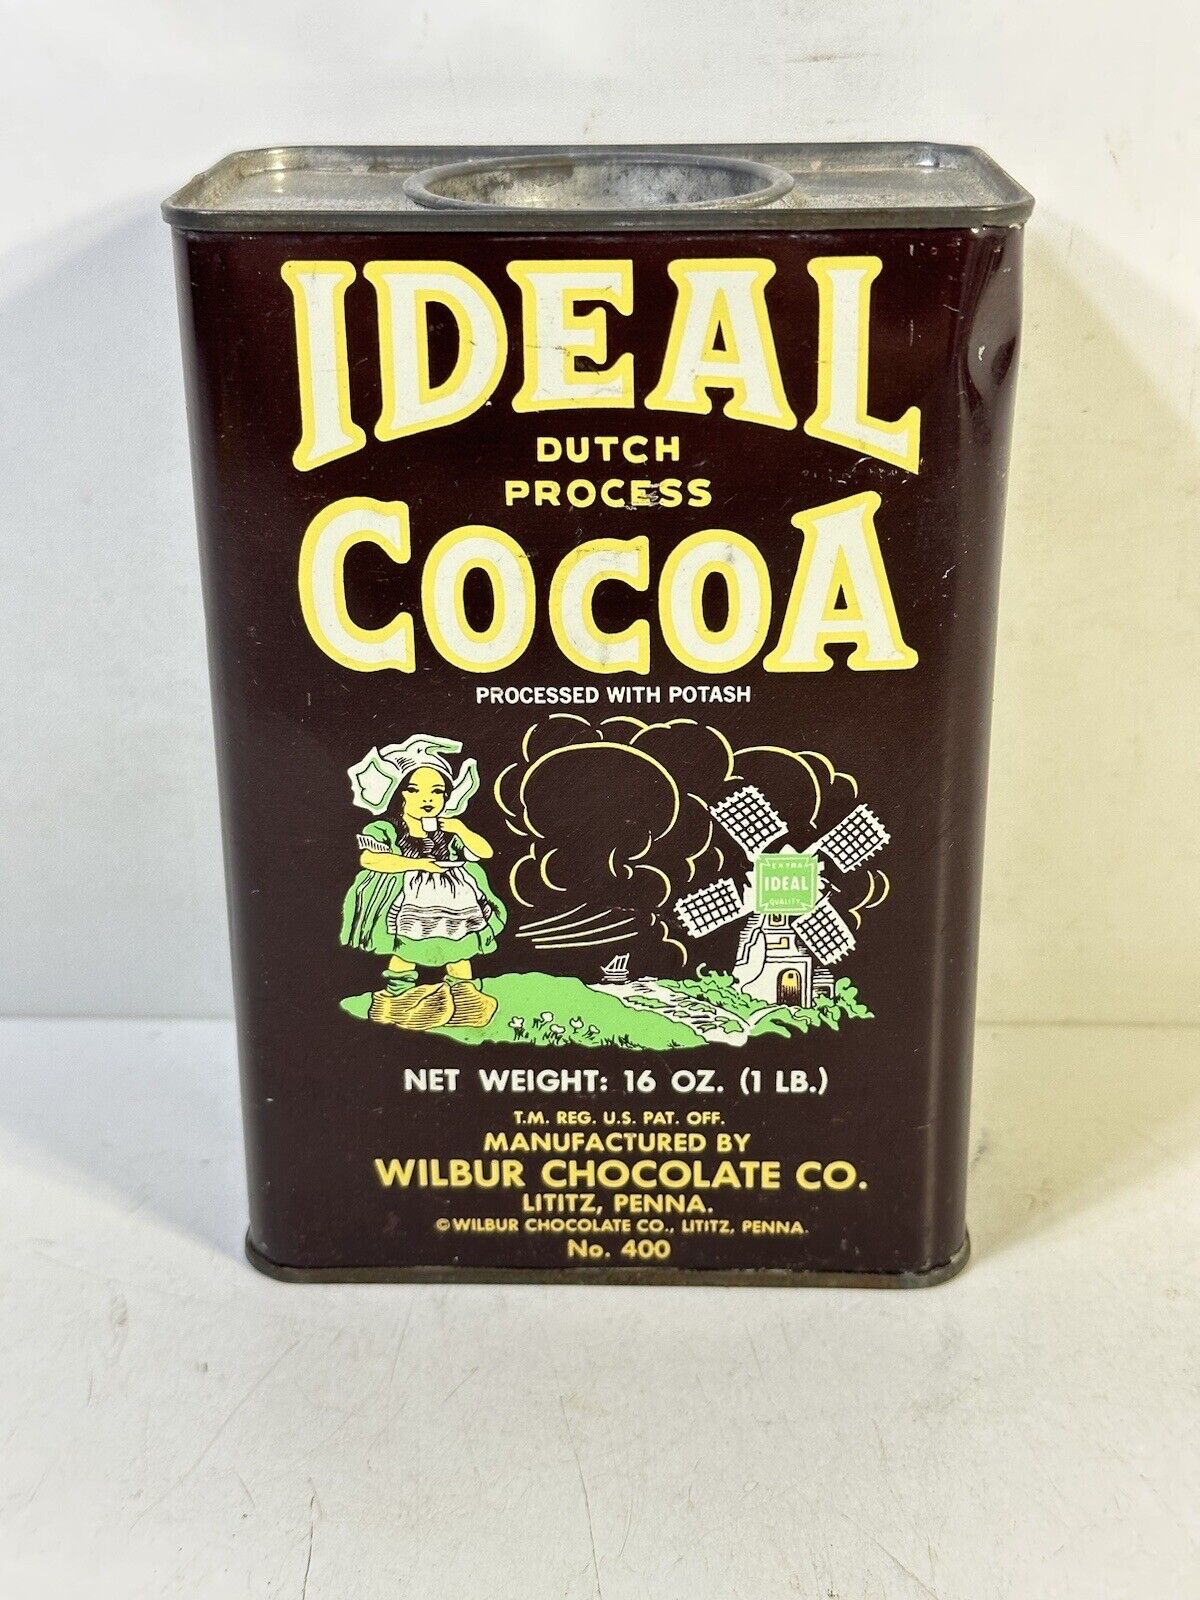 IDEAL
DUTCH
PROCESS
COCOA
PROCESSED WITH POTASH
EXTRA
IDEAL
QUALITY
NET WEIGHT: 16 OZ. (1 LB.)
T.M. REG. U.S. PAT. OFF.
MANUFACTURED BY
WILBUR CHOCOLATE CO.
LITITZ, PENNA.
© WILBUR CHOCOLATE CO., LITITZ, PENNA.
No. 400